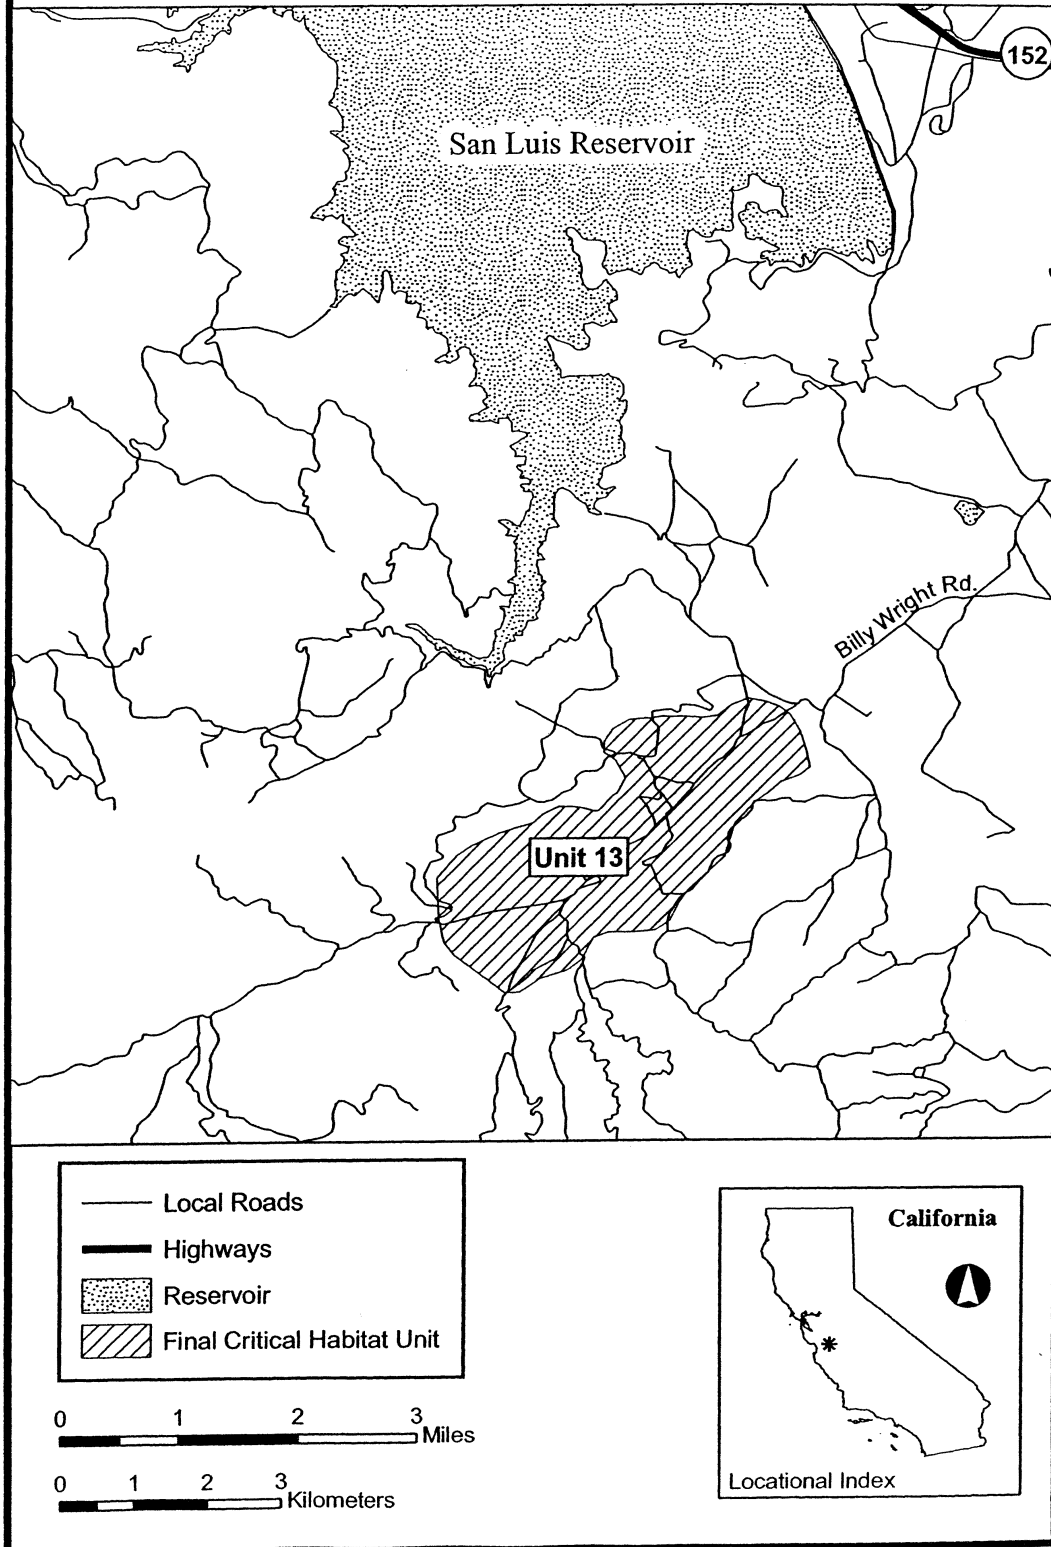 152
San Luis Reservoir
Billy Wright Rd.
Unit 13
Local Roads
Highways
Reservoir
Final Critical Habitat Unit
0 1 2 3
Miles
0 1 2 3
Kilometers
California
Locational Index